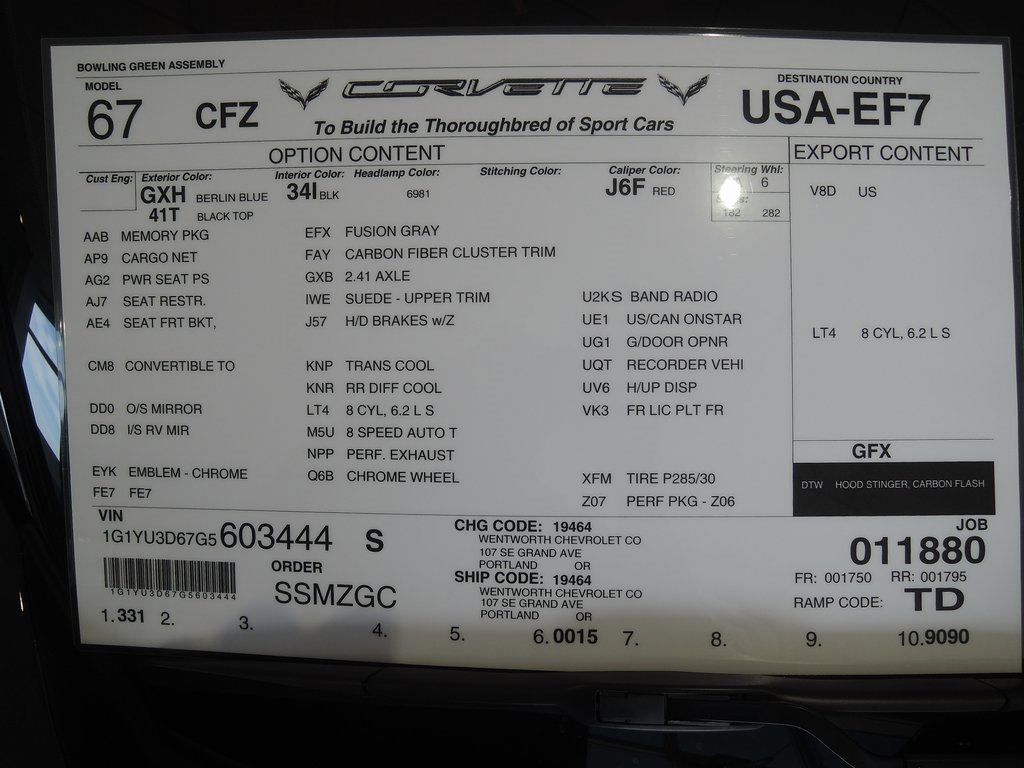 BOWLING GREEN ASSEMBLY
MODEL
67 CFZ
CORVETTE
To Build the Thoroughbred of Sport Cars
DESTINATION COUNTRY
USA-EF7
OPTION CONTENT
EXPORT CONTENT
Cust Eng: Exterior Color: Interior Color: Headlamp Color: Stitching Color: Caliper Color: Steering Whl:
GXH BERLIN BLUE 34I BLK 6981 J6F RED 6
41T BLACK TOP
182 282
V8D US
AAB MEMORY PKG EFX FUSION GRAY
AP9 CARGO NET FAY CARBON FIBER CLUSTER TRIM
AG2 PWR SEAT PS GXB 2.41 AXLE
AJ7 SEAT RESTR. IWE SUEDE - UPPER TRIM U2KS BAND RADIO
AE4 SEAT FRT BKT, J57 H/D BRAKES w/Z UE1 US/CAN ONSTAR
UG1 G/DOOR OPNR
LT4 8 CYL, 6.2 L S
CM8 CONVERTIBLE TO KNP TRANS COOL UQT RECORDER VEHI
KNR RR DIFF COOL UV6 H/UP DISP
DD0 O/S MIRROR LT4 8 CYL, 6.2 L S VK3 FR LIC PLT FR
DD8 I/S RV MIR M5U 8 SPEED AUTO T
NPP PERF. EXHAUST
EYK EMBLEM - CHROME Q6B CHROME WHEEL XFM TIRE P285/30
FE7 FE7 Z07 PERF PKG - Z06
GFX
DTW HOOD STINGER, CARBON FLASH
VIN
1G1YU3D67G5603444 S
1G1YU3D67G5603444
ORDER
SSMZGC
CHG CODE: 19464
WENTWORTH CHEVROLET CO
107 SE GRAND AVE
PORTLAND OR
SHIP CODE: 19464
WENTWORTH CHEVROLET CO
107 SE GRAND AVE
PORTLAND OR
JOB
011880
FR: 001750 RR: 001795
RAMP CODE: TD
1.331 2. 3. 4. 5. 6.0015 7. 8. 9. 10.9090